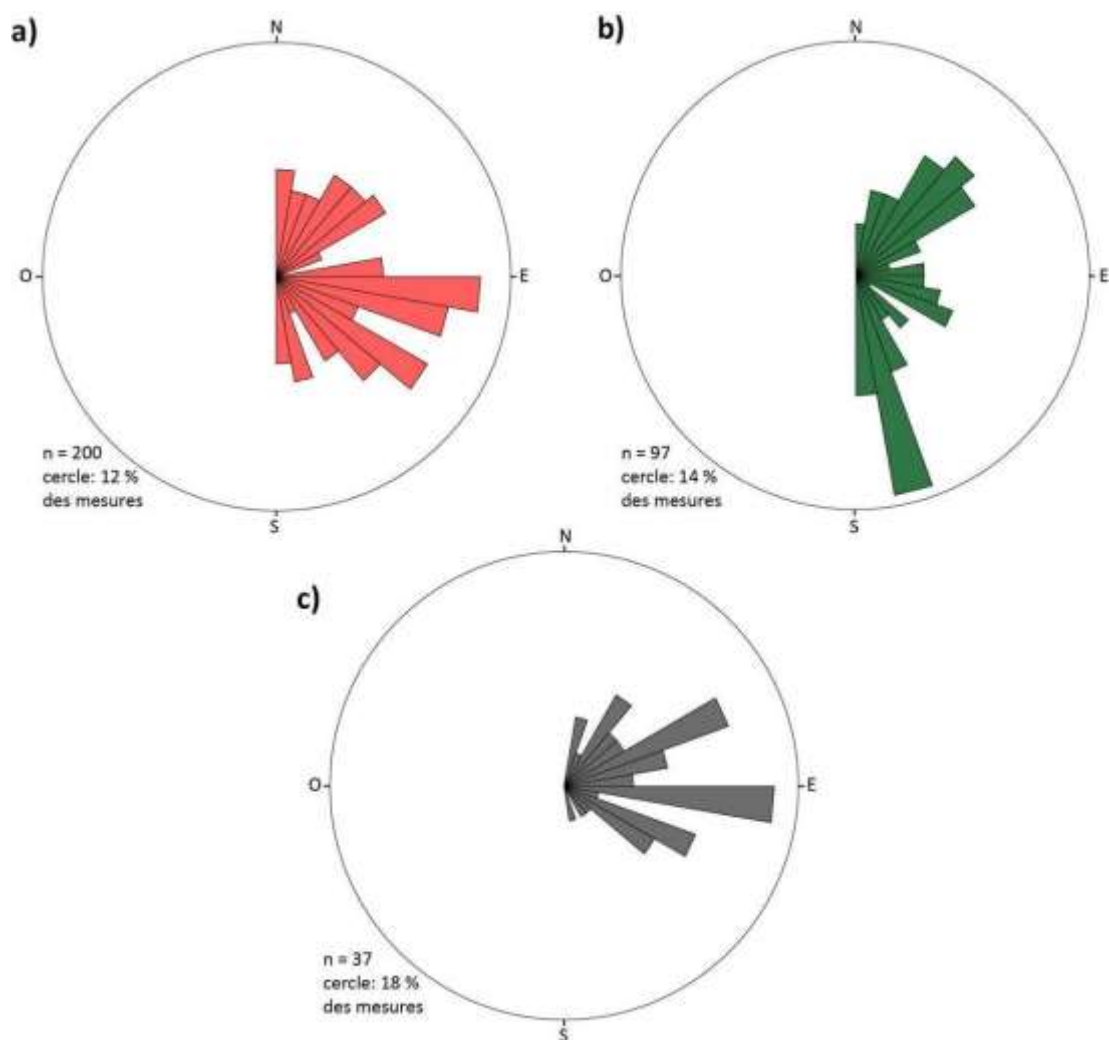 a)
N
O
E
S
n = 200
cercle: 12 %
des mesures
b)
N
O
E
S
n = 97
cercle: 14 %
des mesures
c)
N
O
E
S
n = 37
cercle: 18 %
des mesures